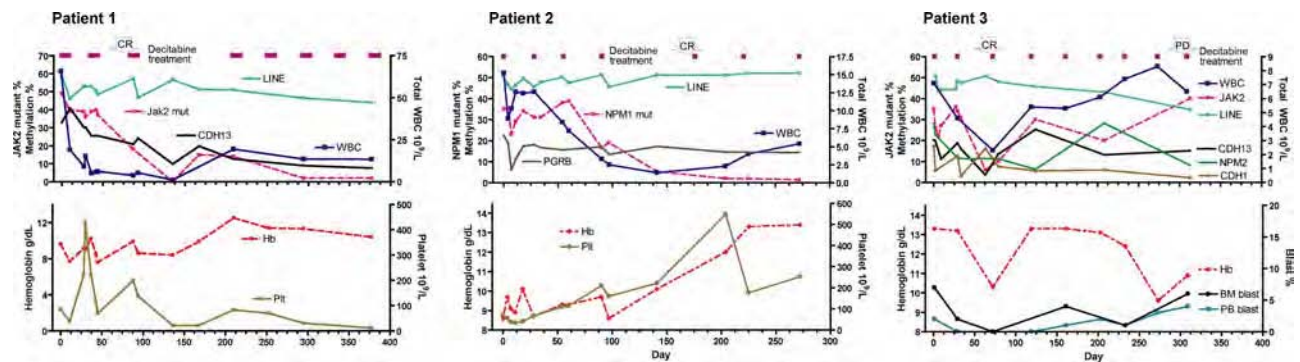 Patient 1
CR
Decitabine
treatment
JAK2 mutant %
Methylation %
70
60
50
40
30
20
10
0
75
50
25
0
Total WBC 10⁹/L
LINE
Jak2 mut
CDH13
WBC
Hemoglobin g/dL
12
8
4
0
500
400
300
200
100
0
Platelet 10⁹/L
Hb
Plt
0
50
100
150
200
250
300
350
400
Patient 2
CR
Decitabine
treatment
NPM1 mutant %
Methylation %
60
50
40
30
20
10
0
17.5
15.0
12.5
10.0
7.5
5.0
2.5
0.0
Total WBC 10⁹/L
LINE
NPM1 mut
WBC
PGRB
Hemoglobin g/dL
14
13
12
11
10
9
8
600
500
400
300
200
100
0
Platelet 10⁹/L
Hb
Plt
0
50
100
150
200
250
300
Day
Patient 3
CR
PD
Decitabine
treatment
JAK2 mutant %
Methylation %
60
50
40
30
20
10
0
9
8
7
6
5
4
3
2
1
0
Total WBC 10⁹/L
WBC
JAK2
LINE
CDH13
NPM2
CDH1
Hemoglobin g/dL
14
13
12
11
10
9
8
20
15
10
5
0
Blast %
Hb
BM blast
PB blast
0
100
200
300
400
Day